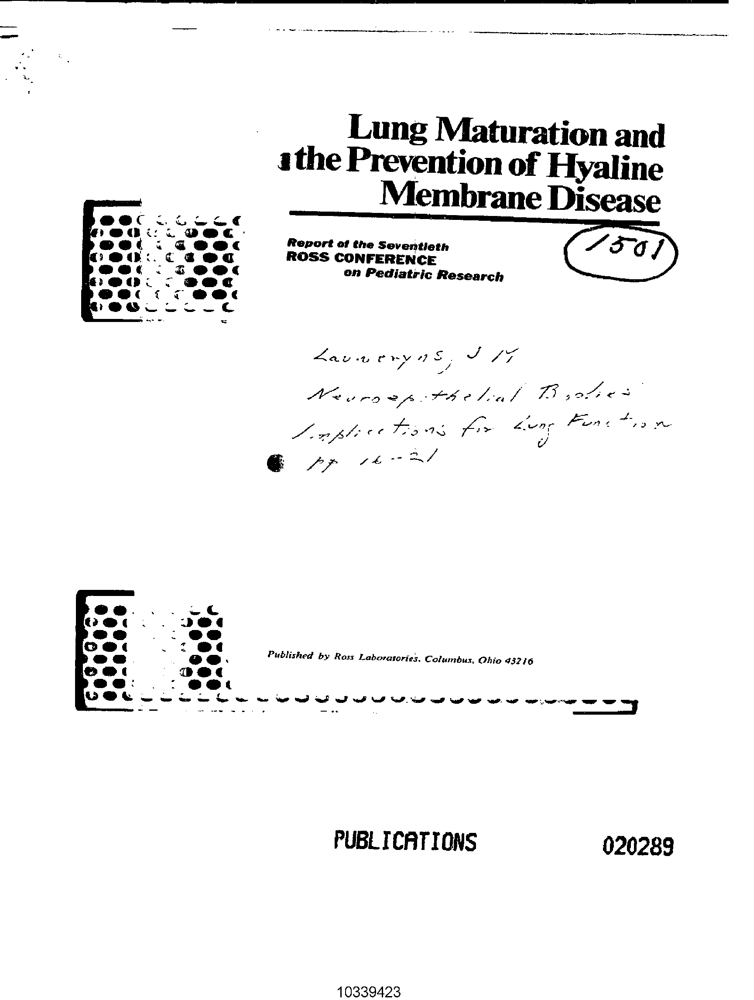 Lung Maturation and
the Prevention of Hyaline
Membrane Disease
Report of the Seventieth
ROSS CONFERENCE
on Pediatric Research
1501
Lauweryns, J M
Neuroepithelial Bodies
Implications for Lung Function
pp 16-21
Published by Ross Laboratories, Columbus, Ohio 43216
PUBLICATIONS
020289
10339423